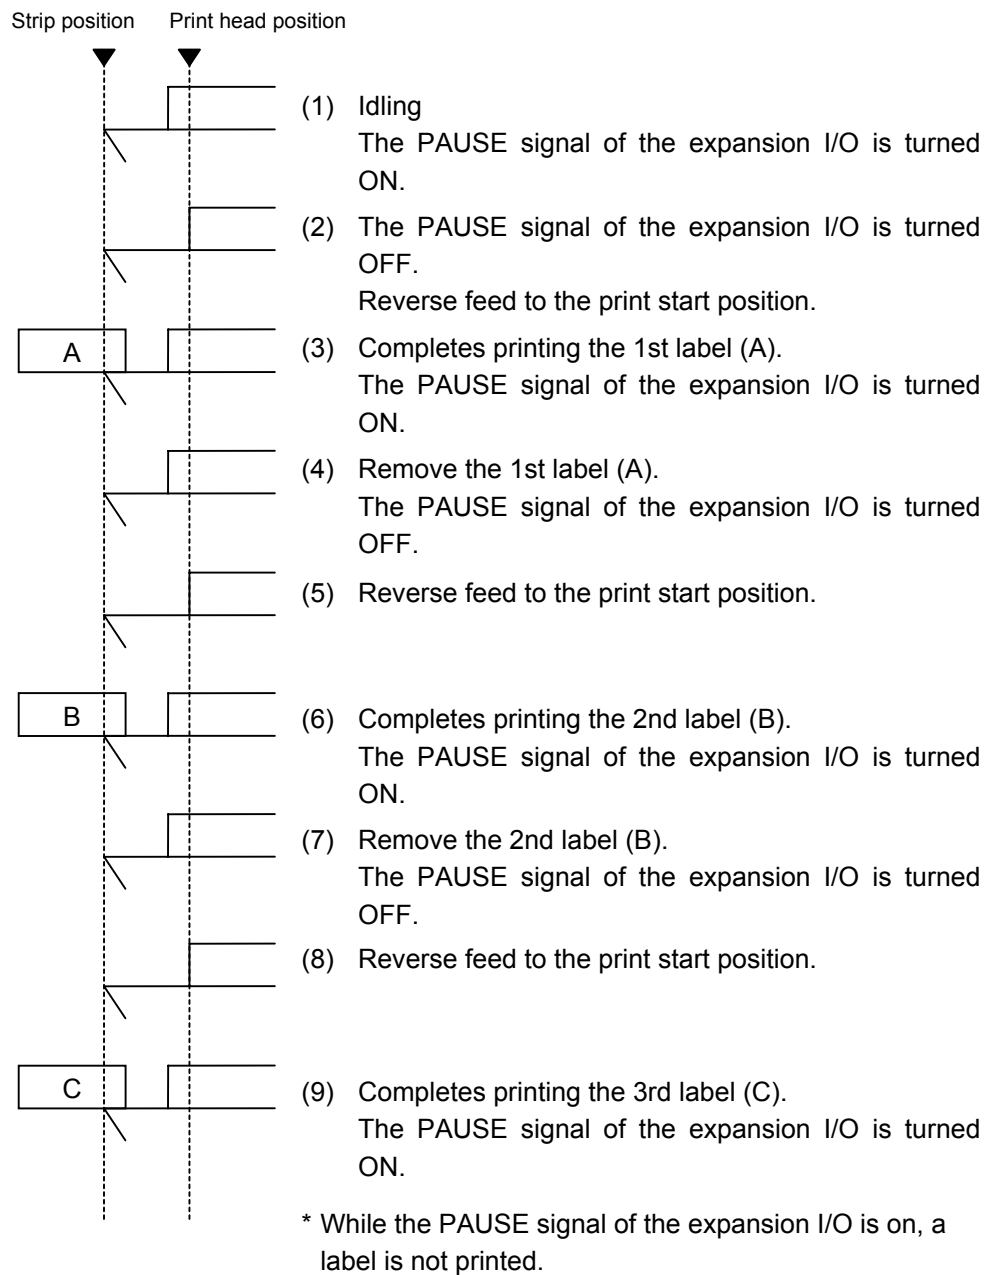 Strip position Print head position
(1) Idling
The PAUSE signal of the expansion I/O is turned
ON.
(2) The PAUSE signal of the expansion I/O is turned
OFF.
Reverse feed to the print start position.
A
(3) Completes printing the 1st label (A).
The PAUSE signal of the expansion I/O is turned
ON.
(4) Remove the 1st label (A).
The PAUSE signal of the expansion I/O is turned
OFF.
(5) Reverse feed to the print start position.
B
(6) Completes printing the 2nd label (B).
The PAUSE signal of the expansion I/O is turned
ON.
(7) Remove the 2nd label (B).
The PAUSE signal of the expansion I/O is turned
OFF.
(8) Reverse feed to the print start position.
C
(9) Completes printing the 3rd label (C).
The PAUSE signal of the expansion I/O is turned
ON.
* While the PAUSE signal of the expansion I/O is on, a
label is not printed.